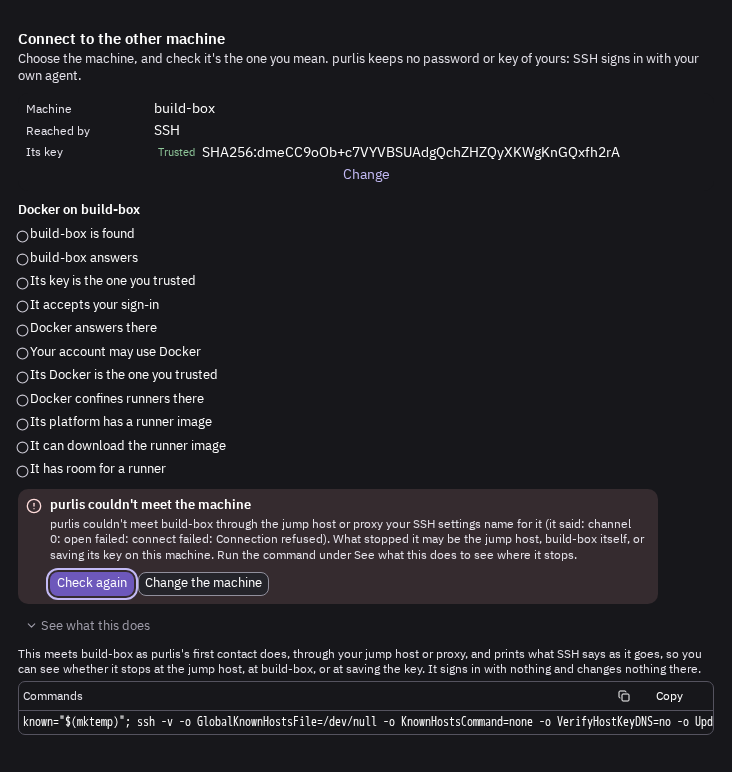 Connect to the other machine
Choose the machine, and check it's the one you mean. purlis keeps no password or key of yours: SSH signs in with your
own agent.
Machine build-box
Reached by SSH
Its key Trusted SHA256:dmeCC9oOb+c7VYVBSUAdgQchZHZQyXKWgKnGQxfh2rA
Change
Docker on build-box
build-box is found
build-box answers
Its key is the one you trusted
It accepts your sign-in
Docker answers there
Your account may use Docker
Its Docker is the one you trusted
Docker confines runners there
Its platform has a runner image
It can download the runner image
It has room for a runner
purlis couldn't meet the machine
purlis couldn't meet build-box through the jump host or proxy your SSH settings name for it (it said: channel
0: open failed: connect failed: Connection refused). What stopped it may be the jump host, build-box itself, or
saving its key on this machine. Run the command under See what this does to see where it stops.
Check again Change the machine
See what this does
This meets build-box as purlis's first contact does, through your jump host or proxy, and prints what SSH says as it goes, so you
can see whether it stops at the jump host, at build-box, or at saving the key. It signs in with nothing and changes nothing there.
Commands Copy
known="$(mktemp)"; ssh -v -o GlobalKnownHostsFile=/dev/null -o KnownHostsCommand=none -o VerifyHostKeyDNS=no -o Upd